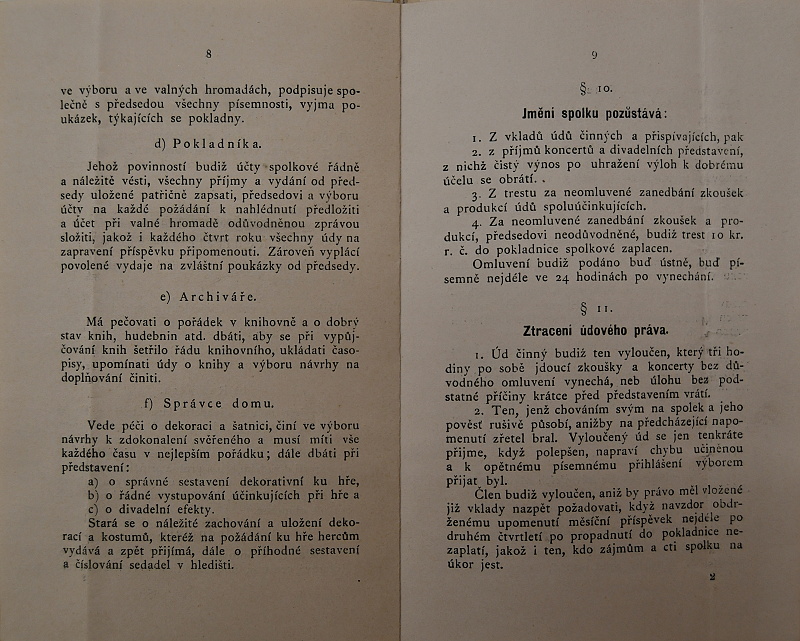 8
ve výboru a ve valných hromadách, podpisuje spo-
lečně s předsedou všechny písemnosti, vyjma po-
ukázek, týkajících se pokladny.
d) Pokladníka.
Jehož povinností budiž účty spolkové řádně
a náležitě vésti, všechny příjmy a vydání od před-
sedy uložené patřičně zapsati, předsedovi a výboru
účty na každé požádání k nahlédnutí předložiti
a účet při valné hromadě odůvodněnou zprávou
složiti, jakož i každého čtvrt roku všechny údy na
zapravení příspěvku připomenouti. Zároveň vyplácí
povolené vydaje na zvláštní poukázky od předsedy.
e) Archiváře.
Má pečovati o pořádek v knihovně a o dobrý
stav knih, hudebnin atd. dbáti, aby se při vypůj-
čování knih šetřilo řádu knihovního, ukládati časo-
pisy, upomínati údy o knihy a výboru návrhy na
doplňování činiti.
f) Správce domu.
Vede péči o dekoraci a šatnici, činí ve výboru
návrhy k zdokonalení svěřeného a musí míti vše
každého času v nejlepším pořádku; dále dbáti při
představení:
a) o správné sestavení dekorativní ku hře,
b) o řádné vystupování účinkujících při hře a
c) o divadelní efekty.
Stará se o náležité zachování a uložení deko-
rací a kostumů, kteréž na požádání ku hře hercům
vydává a zpět přijímá, dále o příhodné sestavení
a číslování sedadel v hledišti.
9
§ 10.
Jmění spolku pozůstává:
1. Z vkladů údů činných a přispívajících, pak
2. z příjmů koncertů a divadelních představení,
z nichž čistý výnos po uhražení výloh k dobrému
účelu se obrátí.
3. Z trestu za neomluvené zanedbání zkoušek
a produkcí údů spoluúčinkujících.
4. Za neomluvené zanedbání zkoušek a pro-
dukcí, předsedovi neodůvodněné, budiž trest 10 kr.
r. č. do pokladnice spolkové zaplacen.
Omluvení budiž podáno buď ústně, buď pí-
semně nejdéle ve 24 hodinách po vynechání.
§ 11.
Ztracení údového práva.
1. Úd činný budiž ten vyloučen, který tři ho-
diny po sobě jdoucí zkoušky a koncerty bez dů-
vodného omluvení vynechá, neb úlohu bez pod-
statné příčiny krátce před představením vrátí.
2. Ten, jenž chováním svým na spolek a jeho
pověsť rušivě působí, anižby na předcházející napo-
menutí zřetel bral. Vyloučený úd se jen tenkráte
přijme, když polepšen, napraví chybu učiněnou
a k opětnému písemnému přihlášení výborem
přijat byl.
Člen budiž vyloučen, aniž by právo měl vložené
již vklady nazpět požadovati, když navzdor obdr-
ženému upomenutí měsíční příspěvek nejdéle po
druhém čtvrtletí po propadnutí do pokladnice ne-
zaplatí, jakož i ten, kdo zájmům a cti spolku na
úkor jest.